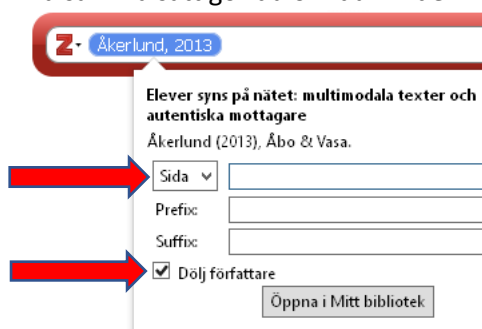 Z Åkerlund, 2013
Elever syns på nätet: multimodala texter och
autentiska mottagare
Åkerlund (2013), Åbo & Vasa.
Sida
Prefix:
Suffix:
Dölj författare
Öppna i Mitt bibliotek